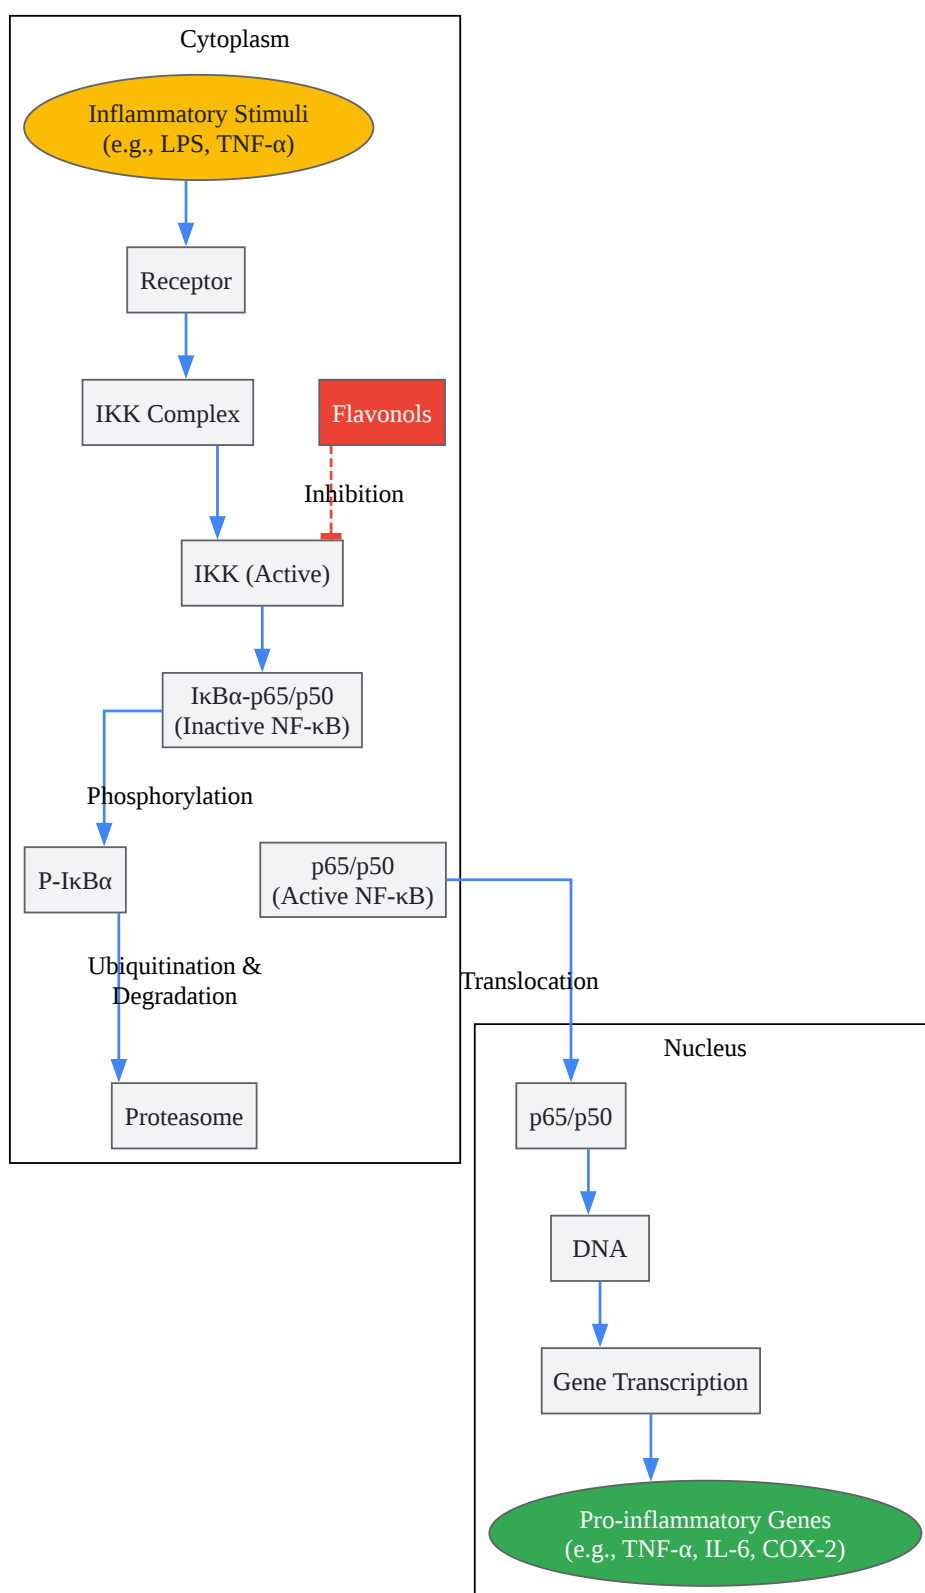 Cytoplasm
Inflammatory Stimuli
(e.g., LPS, TNF-α)
Receptor
IKK Complex
Flavonols
Inhibition
IKK (Active)
IκBα-p65/p50
(Inactive NF-κB)
Phosphorylation
P-IκBα
p65/p50
(Active NF-κB)
Ubiquitination &
Degradation
Translocation
Proteasome
Nucleus
p65/p50
DNA
Gene Transcription
Pro-inflammatory Genes
(e.g., TNF-α, IL-6, COX-2)